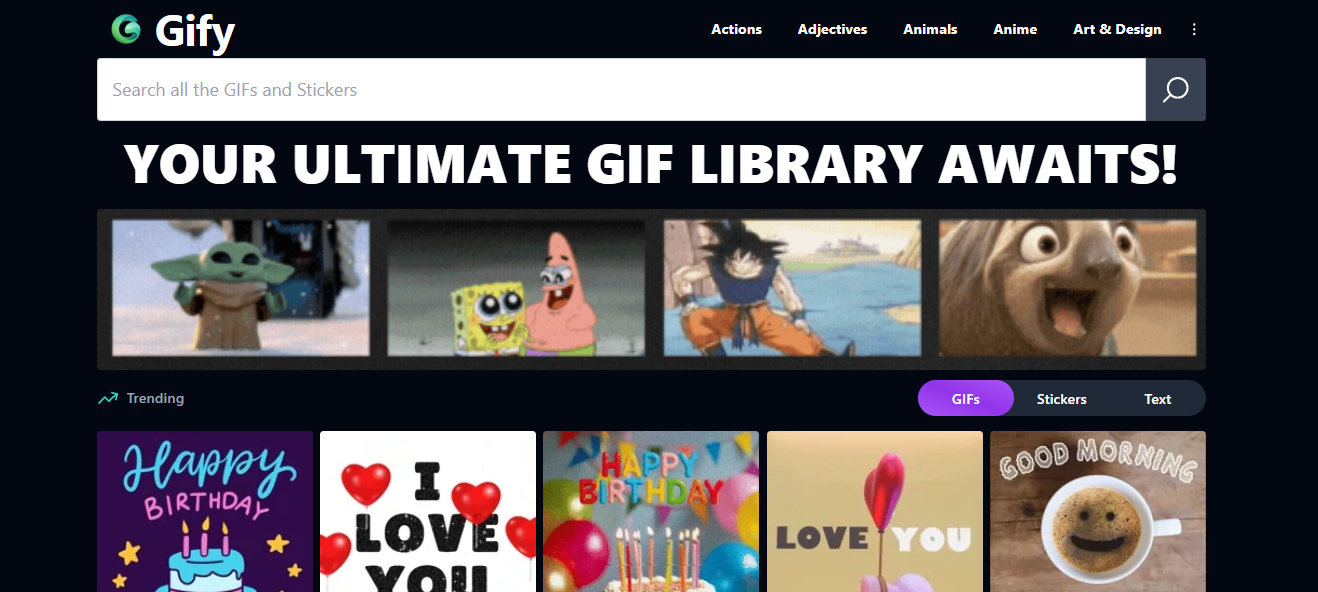 Gify
Actions Adjectives Animals Anime Art & Design
Search all the GIFs and Stickers
YOUR ULTIMATE GIF LIBRARY AWAITS!
Trending
GIFs Stickers Text
Happy
BIRTHDAY
I
LOVE
YOU
HAPPY
BIRTHDAY
LOVE YOU
GOOD MORNING